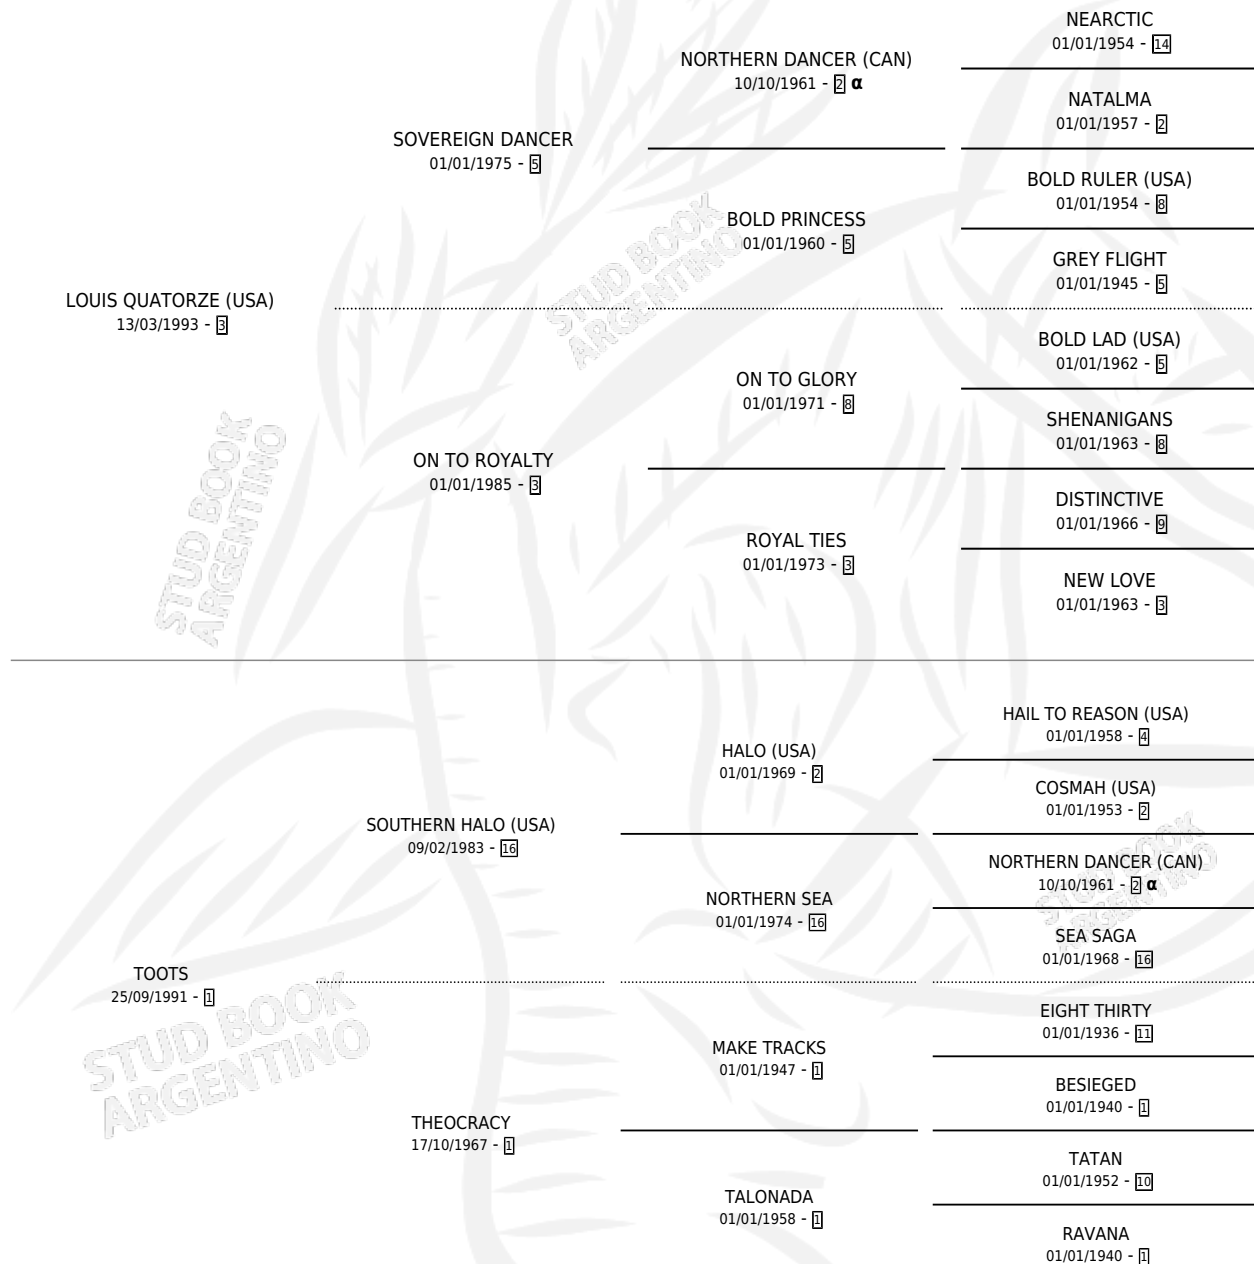 NEARCTIC
01/01/1954 - 14
NORTHERN DANCER (CAN)
10/10/1961 - 2 α
NATALMA
01/01/1957 - 2
SOVEREIGN DANCER
01/01/1975 - 5
BOLD RULER (USA)
01/01/1954 - 8
BOLD PRINCESS
01/01/1960 - 5
GREY FLIGHT
01/01/1945 - 5
STUD BOOK
ARGENTINO
LOUIS QUATORZE (USA)
13/03/1993 - 3
BOLD LAD (USA)
01/01/1962 - 5
ON TO GLORY
01/01/1971 - 8
SHENANIGANS
01/01/1963 - 8
STUD BOOK
ARGENTINO
ON TO ROYALTY
01/01/1985 - 3
DISTINCTIVE
01/01/1966 - 9
ROYAL TIES
01/01/1973 - 3
NEW LOVE
01/01/1963 - 3
HAIL TO REASON (USA)
01/01/1958 - 4
HALO (USA)
01/01/1969 - 2
COSMAH (USA)
01/01/1953 - 2
SOUTHERN HALO (USA)
09/02/1983 - 16
STUD BOOK
ARGENTINO
NORTHERN DANCER (CAN)
10/10/1961 - 2 α
NORTHERN SEA
01/01/1974 - 16
SEA SAGA
01/01/1968 - 16
TOOTS
25/09/1991 - 1
STUD BOOK
ARGENTINO
EIGHT THIRTY
01/01/1936 - 11
MAKE TRACKS
01/01/1947 - 1
BESIEGED
01/01/1940 - 1
THEOCRACY
17/10/1967 - 1
TATAN
01/01/1952 - 10
TALONADA
01/01/1958 - 1
RAVANA
01/01/1940 - 1